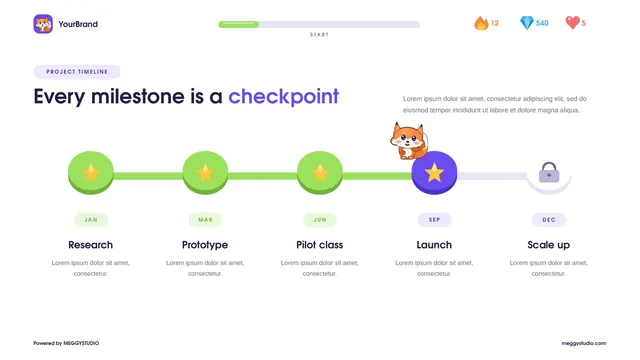 YourBrand
START
12
540
5
PROJECT TIMELINE
Every milestone is a checkpoint
Lorem ipsum dolor sit amet, consectetur adipiscing elit, sed do
eiusmod tempor incididunt ut labore et dolore magna aliqua.
JAN
MAR
JUN
SEP
DEC
Research
Prototype
Pilot class
Launch
Scale up
Lorem ipsum dolor sit amet,
consectetur.
Lorem ipsum dolor sit amet,
consectetur.
Lorem ipsum dolor sit amet,
consectetur.
Lorem ipsum dolor sit amet,
consectetur.
Lorem ipsum dolor sit amet,
consectetur.
Powered by MEGGYSTUDIO
meggystudio.com